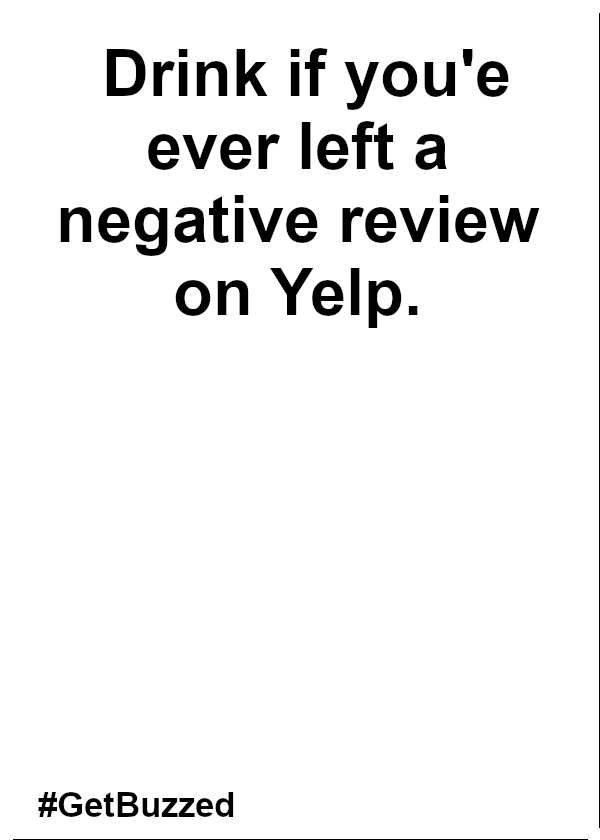 Drink if you'e
ever left a
negative review
on Yelp.
#GetBuzzed